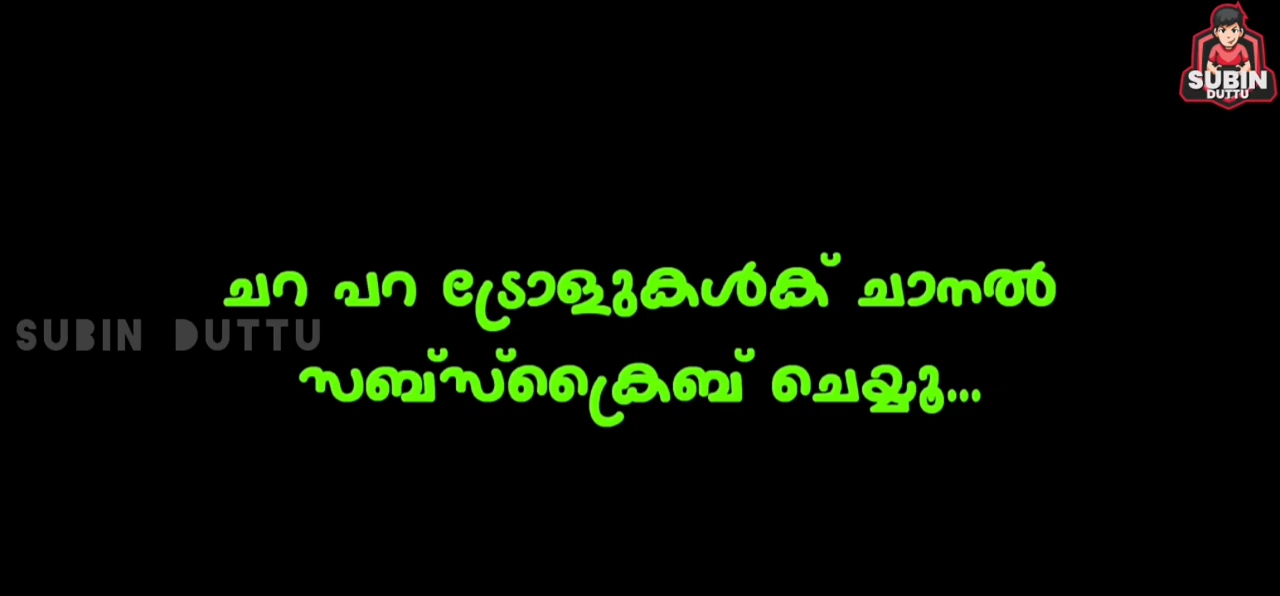 SUBIN
DUTTU
ചറ പറ ട്രോളുകൾക് ചാനൽ
SUBIN DUTTU
സബ്സ്ക്രൈബ് ചെയ്യൂ...